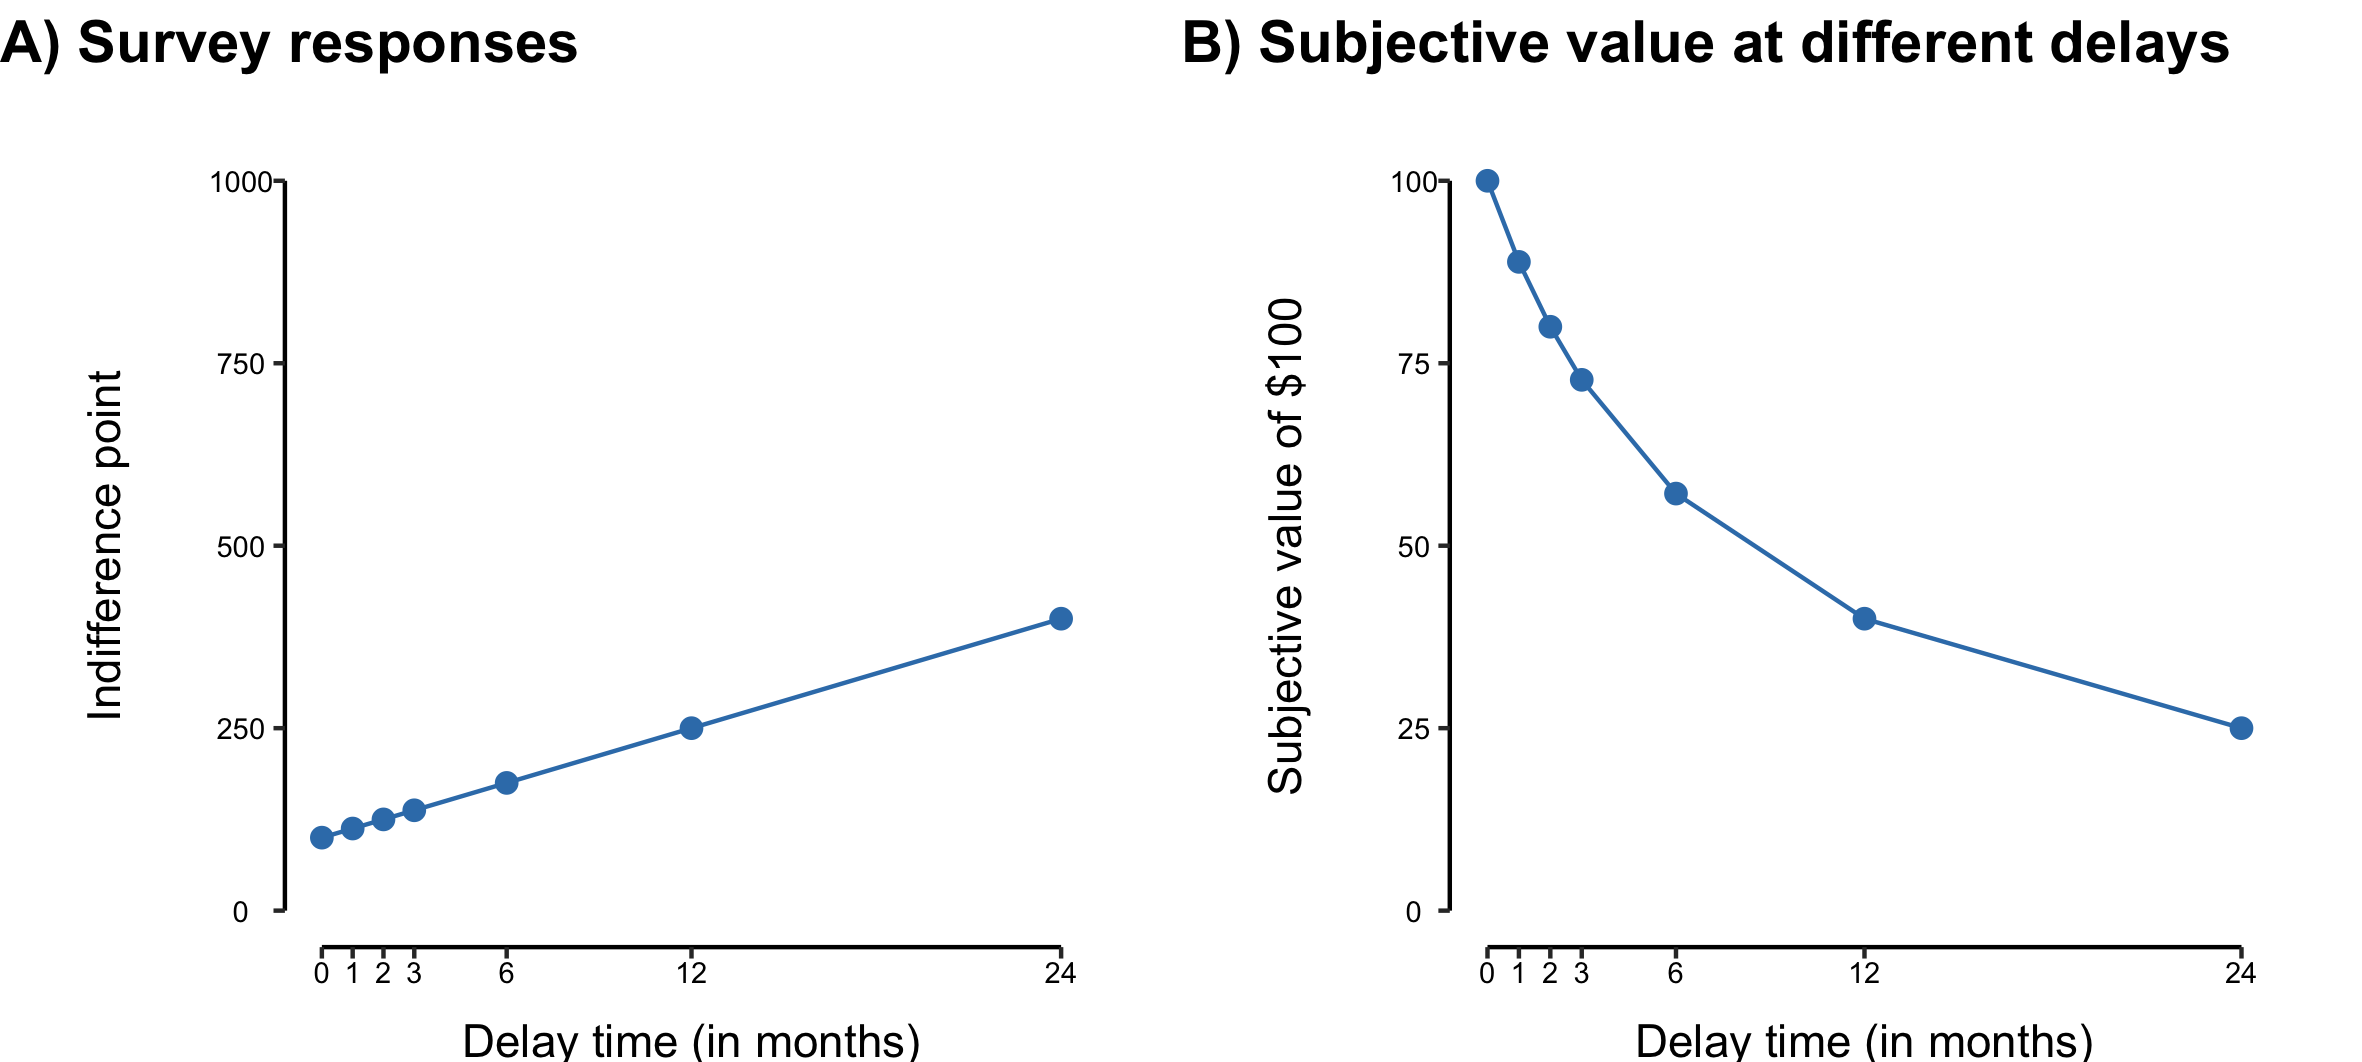 A) Survey responses
1000
750
500
250
0
Indifference point
0 1 2 3 6 12 24
Delay time (in months)
B) Subjective value at different delays
100
75
50
25
0
Subjective value of $100
0 1 2 3 6 12 24
Delay time (in months)